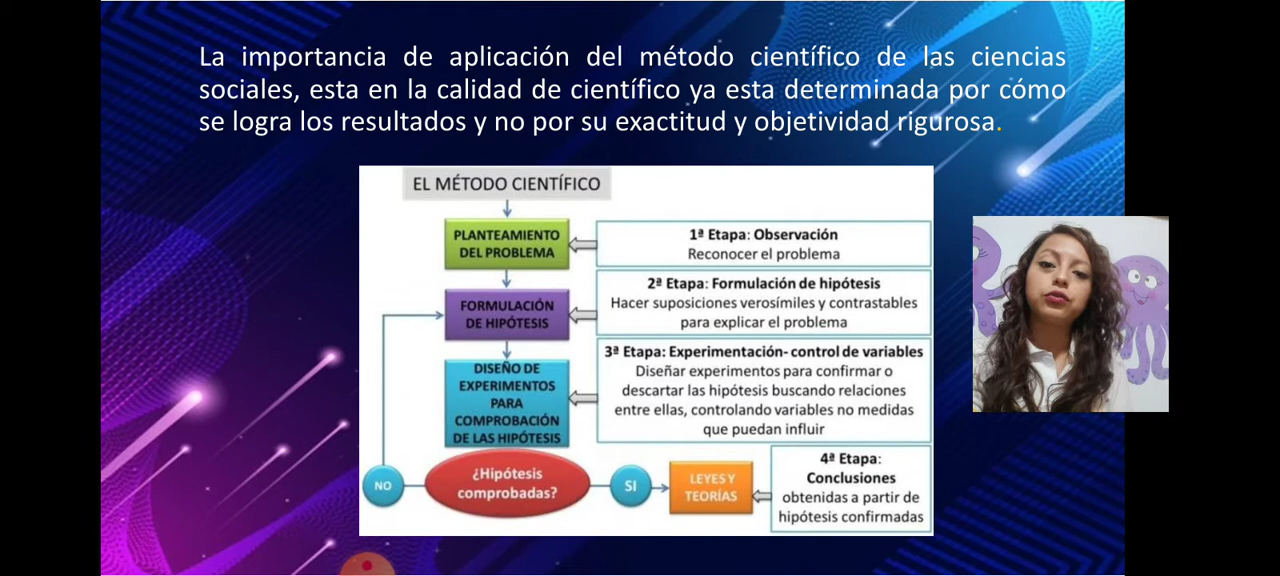 La importancia de aplicación del método científico de las ciencias
sociales, esta en la calidad de científico ya esta determinada por cómo
se logra los resultados y no por su exactitud y objetividad rigurosa.
EL MÉTODO CIENTÍFICO
PLANTEAMIENTO
DEL PROBLEMA
1ª Etapa: Observación
Reconocer el problema
FORMULACIÓN
DE HIPÓTESIS
2ª Etapa: Formulación de hipótesis
Hacer suposiciones verosímiles y contrastables
para explicar el problema
DISEÑO DE
EXPERIMENTOS
PARA
COMPROBACIÓN
DE LAS HIPÓTESIS
3ª Etapa: Experimentación- control de variables
Diseñar experimentos para confirmar o
descartar las hipótesis buscando relaciones
entre ellas, controlando variables no medidas
que puedan influir
NO
¿Hipótesis
comprobadas?
SI
LEYES Y
TEORÍAS
4ª Etapa:
Conclusiones
obtenidas a partir de
hipótesis confirmadas